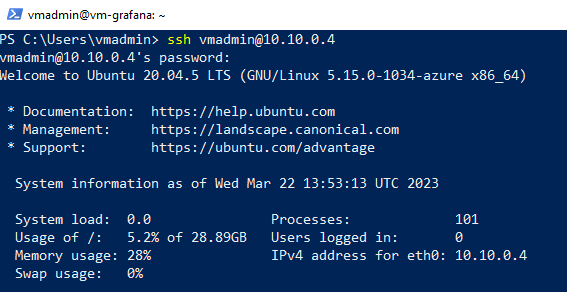 vmadmin@vm-grafana: ~
PS C:\Users\vmadmin> ssh vmadmin@10.10.0.4
vmadmin@10.10.0.4's password:
Welcome to Ubuntu 20.04.5 LTS (GNU/Linux 5.15.0-1034-azure x86_64)
* Documentation:  https://help.ubuntu.com
* Management:     https://landscape.canonical.com
* Support:        https://ubuntu.com/advantage
System information as of Wed Mar 22 13:53:13 UTC 2023
System load:  0.0               Processes:             101
Usage of /:   5.2% of 28.89GB   Users logged in:       0
Memory usage: 28%               IPv4 address for eth0: 10.10.0.4
Swap usage:   0%